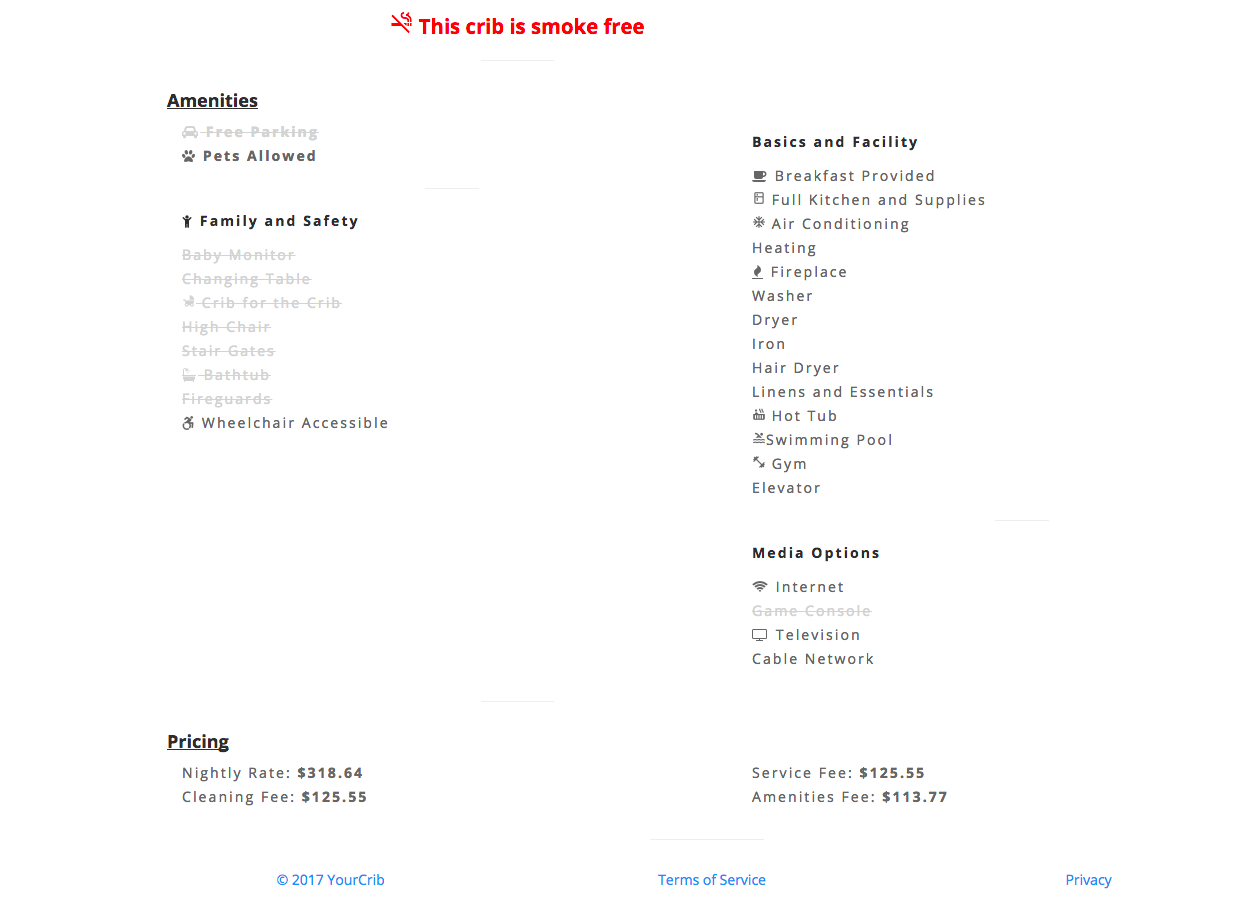 This crib is smoke free
Amenities
Free Parking
Pets Allowed
Family and Safety
Baby Monitor
Changing Table
Crib for the Crib
High Chair
Stair Gates
Bathtub
Fireguards
Wheelchair Accessible
Basics and Facility
Breakfast Provided
Full Kitchen and Supplies
Air Conditioning
Heating
Fireplace
Washer
Dryer
Iron
Hair Dryer
Linens and Essentials
Hot Tub
Swimming Pool
Gym
Elevator
Media Options
Internet
Game Console
Television
Cable Network
Pricing
Nightly Rate: $318.64
Cleaning Fee: $125.55
Service Fee: $125.55
Amenities Fee: $113.77
© 2017 YourCrib
Terms of Service
Privacy